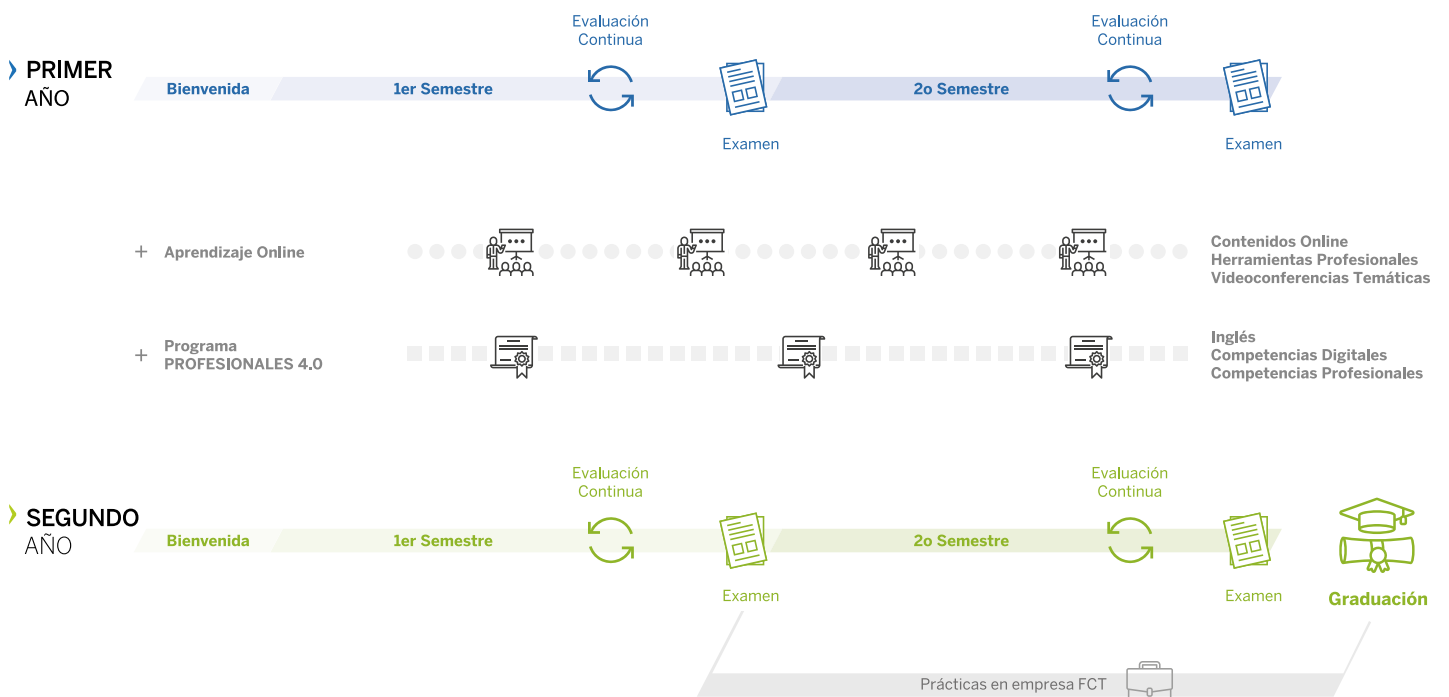 Evaluación
Continua
Evaluación
Continua
PRIMER
AÑO
Bienvenida
1er Semestre
2o Semestre
Examen
Examen
+ Aprendizaje Online
Contenidos Online
Herramientas Profesionales
Videoconferencias Temáticas
+ Programa
PROFESIONALES 4.0
Inglés
Competencias Digitales
Competencias Profesionales
Evaluación
Continua
Evaluación
Continua
SEGUNDO
AÑO
Bienvenida
1er Semestre
2o Semestre
Examen
Examen
Graduación
Prácticas en empresa FCT